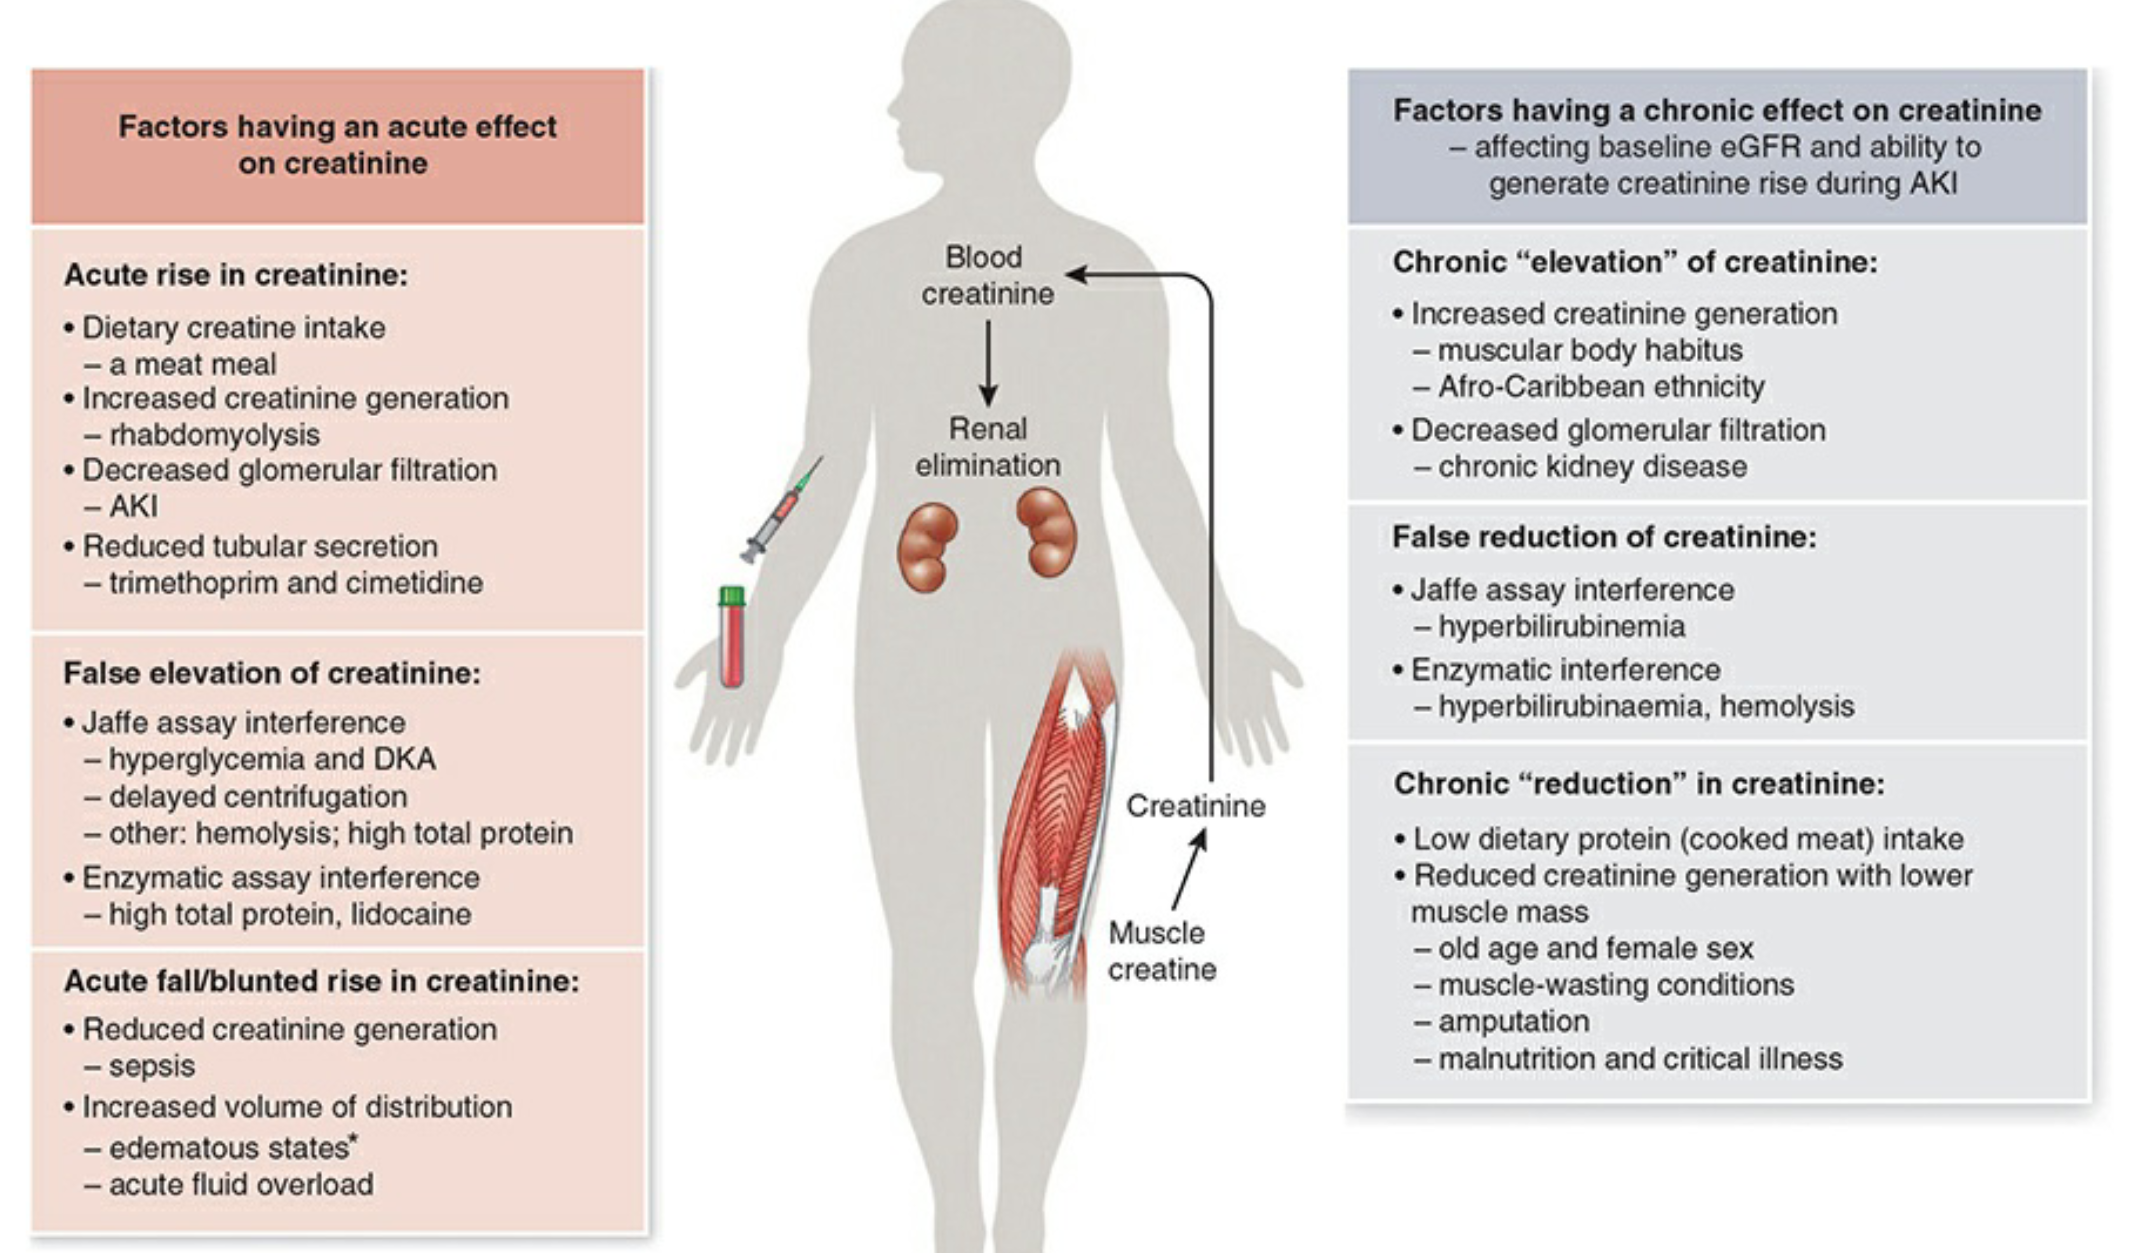 Factors having an acute effect
on creatinine
Acute rise in creatinine:
• Dietary creatine intake
– a meat meal
• Increased creatinine generation
– rhabdomyolysis
• Decreased glomerular filtration
– AKI
• Reduced tubular secretion
– trimethoprim and cimetidine
False elevation of creatinine:
• Jaffe assay interference
– hyperglycemia and DKA
– delayed centrifugation
– other: hemolysis; high total protein
• Enzymatic assay interference
– high total protein, lidocaine
Acute fall/blunted rise in creatinine:
• Reduced creatinine generation
– sepsis
• Increased volume of distribution
– edematous states*
– acute fluid overload
Blood
creatinine
Renal
elimination
Creatinine
Muscle
creatine
Factors having a chronic effect on creatinine
– affecting baseline eGFR and ability to
generate creatinine rise during AKI
Chronic “elevation” of creatinine:
• Increased creatinine generation
– muscular body habitus
– Afro-Caribbean ethnicity
• Decreased glomerular filtration
– chronic kidney disease
False reduction of creatinine:
• Jaffe assay interference
– hyperbilirubinemia
• Enzymatic interference
– hyperbilirubinaemia, hemolysis
Chronic “reduction” in creatinine:
• Low dietary protein (cooked meat) intake
• Reduced creatinine generation with lower
muscle mass
– old age and female sex
– muscle-wasting conditions
– amputation
– malnutrition and critical illness